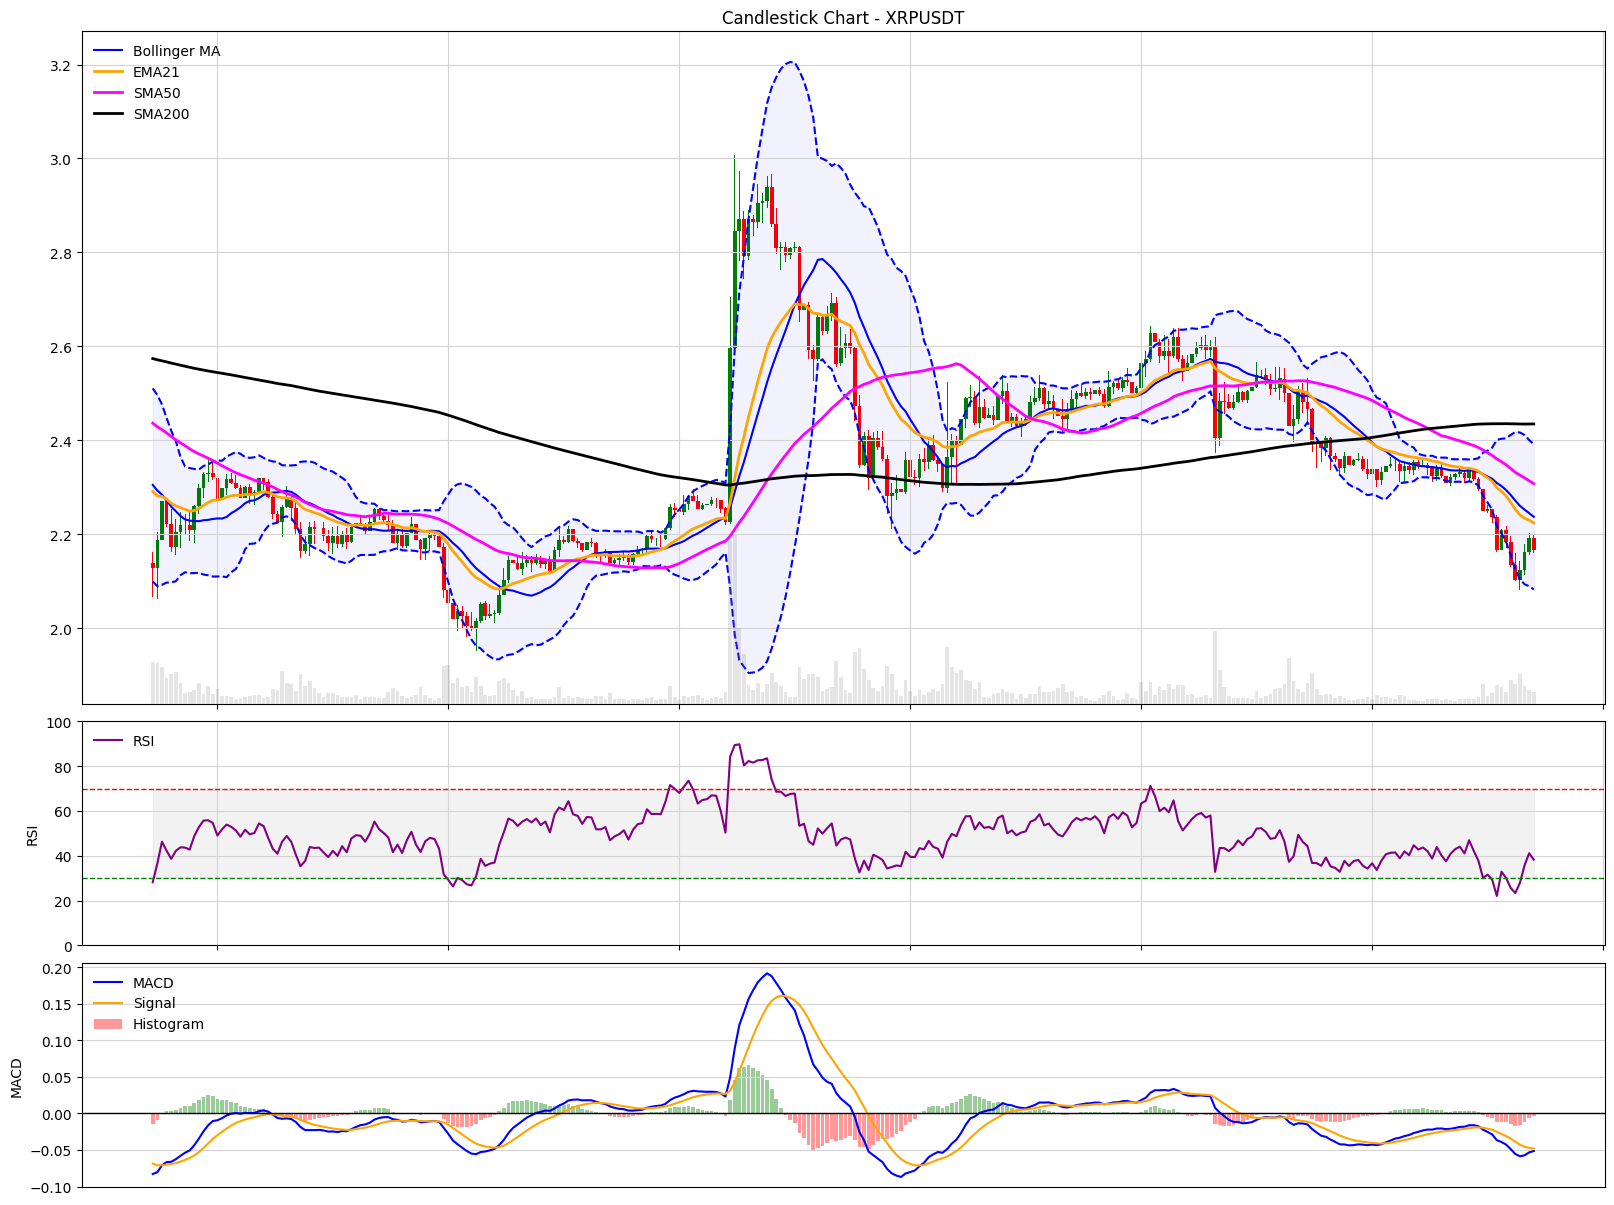 Candlestick Chart - XRPUSDT
Bollinger MA
EMA21
SMA50
SMA200
3.2
3.0
2.8
2.6
2.4
2.2
2.0
RSI
RSI
100
80
60
40
20
0
MACD
Signal
Histogram
MACD
0.20
0.15
0.10
0.05
0.00
−0.05
−0.10